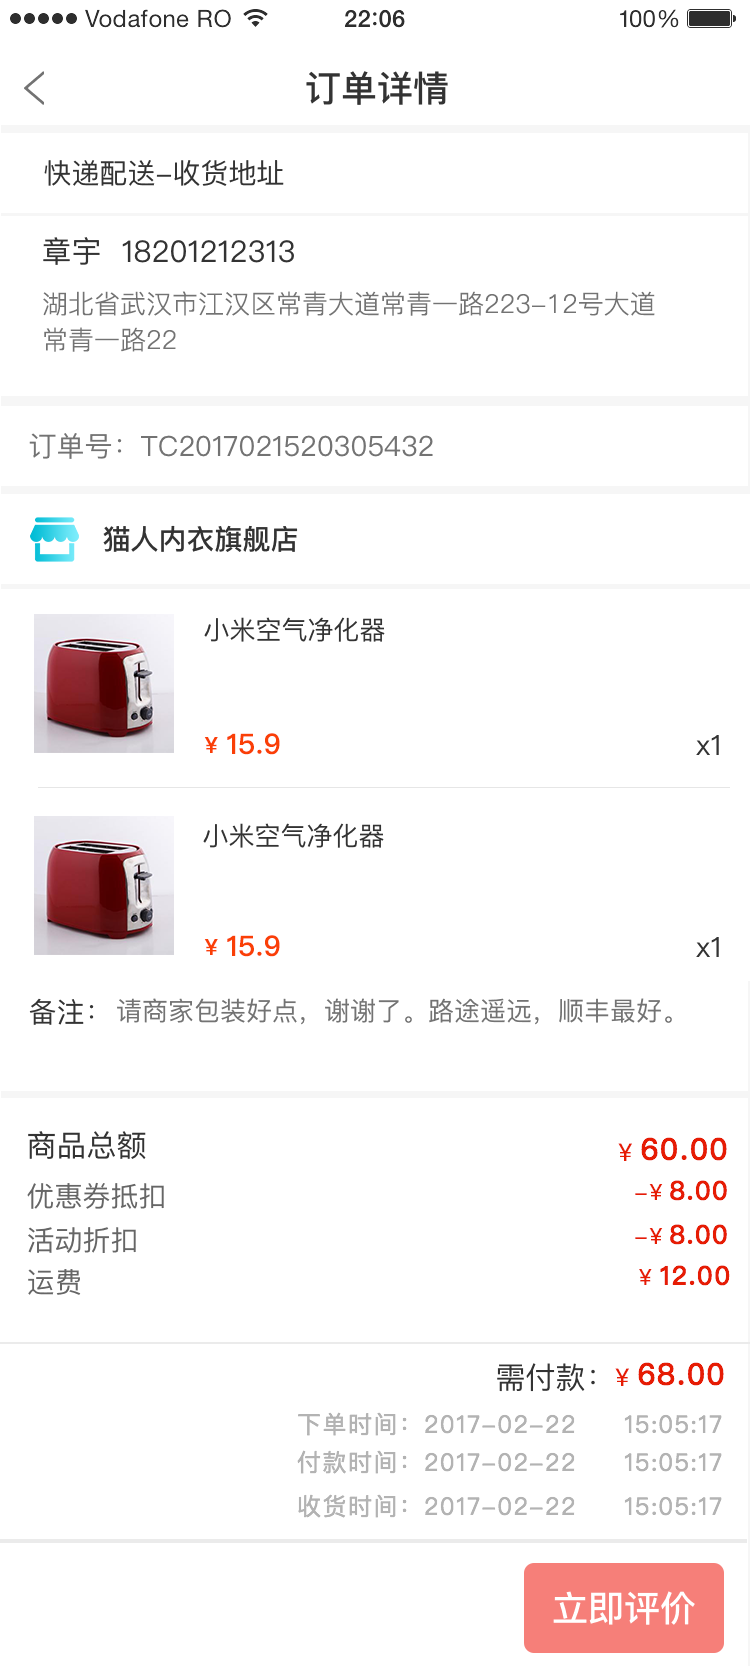 Vodafone RO 22:06 100%
订单详情
快递配送-收货地址
章宇 18201212313
湖北省武汉市江汉区常青大道常青一路223-12号大道
常青一路22
订单号：TC2017021520305432
猫人内衣旗舰店
小米空气净化器
¥ 15.9 x1
小米空气净化器
¥ 15.9 x1
备注：请商家包装好点，谢谢了。路途遥远，顺丰最好。
商品总额 ¥ 60.00
优惠券抵扣 -¥ 8.00
活动折扣 -¥ 8.00
运费 ¥ 12.00
需付款：¥ 68.00
下单时间：2017-02-22 15:05:17
付款时间：2017-02-22 15:05:17
收货时间：2017-02-22 15:05:17
立即评价